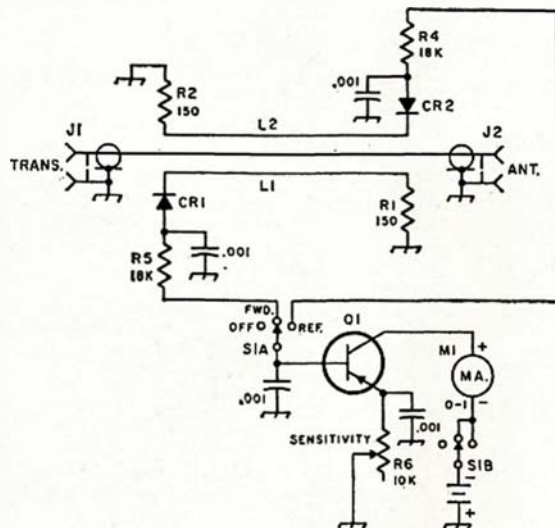 R4
18K
.001
CR2
R2
150
L2
J1
J2
TRANS.
ANT.
L1
CR1
R1
150
R5
18K
.001
FWD.
OFF
REF.
Q1
S1A
M1
+
MA.
0-1
-
.001
.001
SENSITIVITY
R6
10K
S1B
-
+